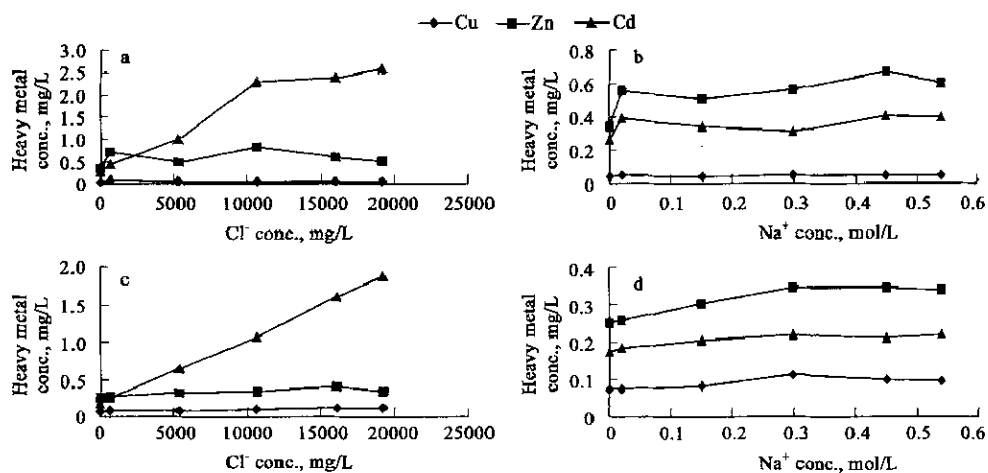 Cu Zn Cd
a
Heavy metal
conc., mg/L
3.0
2.5
2.0
1.5
1.0
0.5
0
0 5000 10000 15000 20000 25000
Cl⁻ conc., mg/L
b
Heavy metal
conc., mg/L
0.8
0.6
0.4
0.2
0
0 0.1 0.2 0.3 0.4 0.5 0.6
Na⁺ conc., mol/L
c
Heavy metal
conc., mg/L
2.0
1.5
1.0
0.5
0
0 5000 10000 15000 20000 25000
Cl⁻ conc., mg/L
d
Heavy metal
conc., mg/L
0.4
0.3
0.2
0.1
0
0 0.1 0.2 0.3 0.4 0.5 0.6
Na⁺ conc., mol/L